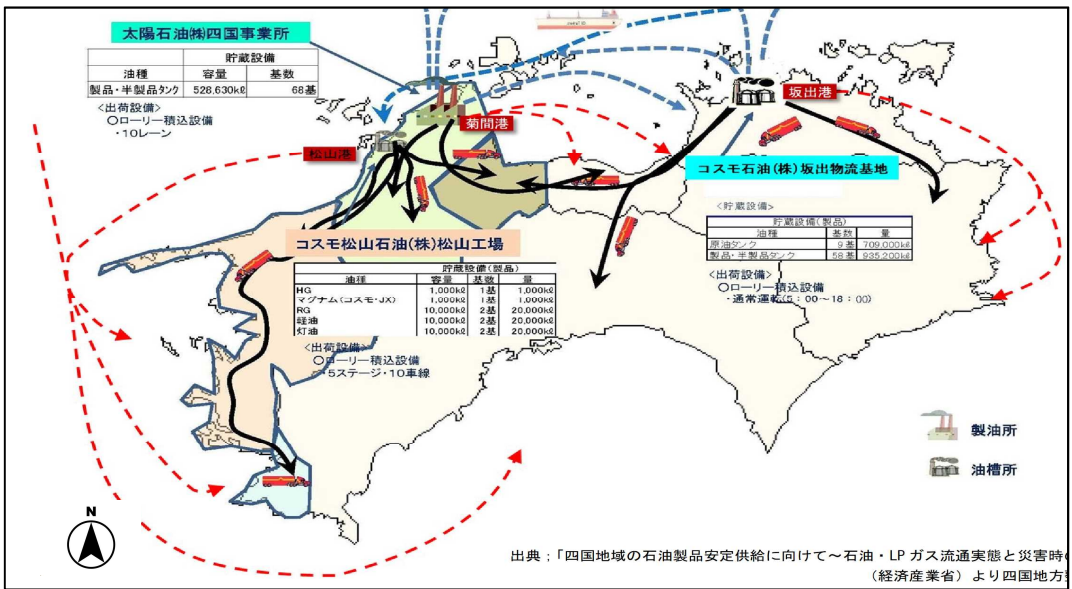 太陽石油(株)四国事業所
貯蔵設備
油種 容量 基数
製品・半製品タンク 528,630kℓ 68基
<出荷設備>
〇ローリー積込設備
・10レーン
菊間港
松山港
坂出港
コスモ石油(株)坂出物流基地
<貯蔵設備>
貯蔵設備(製品)
油種 基数 量
原油タンク 9基 709,000kℓ
製品・半製品タンク 58基 935,200kℓ
<出荷設備>
〇ローリー積込設備
・通常運転(5:00～18:00)
コスモ松山石油(株)松山工場
貯蔵設備(製品)
油種 容量 基数 量
HG 1,000kℓ 1基 1,000kℓ
マグナム(コスモ・JX) 1,000kℓ 1基 1,000kℓ
RG 10,000kℓ 2基 20,000kℓ
軽油 10,000kℓ 2基 20,000kℓ
灯油 10,000kℓ 2基 20,000kℓ
<出荷設備>
〇ローリー積込設備
・5ステージ・10車線
製油所
油槽所
N
出典；「四国地域の石油製品安定供給に向けて～石油・LPガス流通実態と災害時
(経済産業省）より四国地方